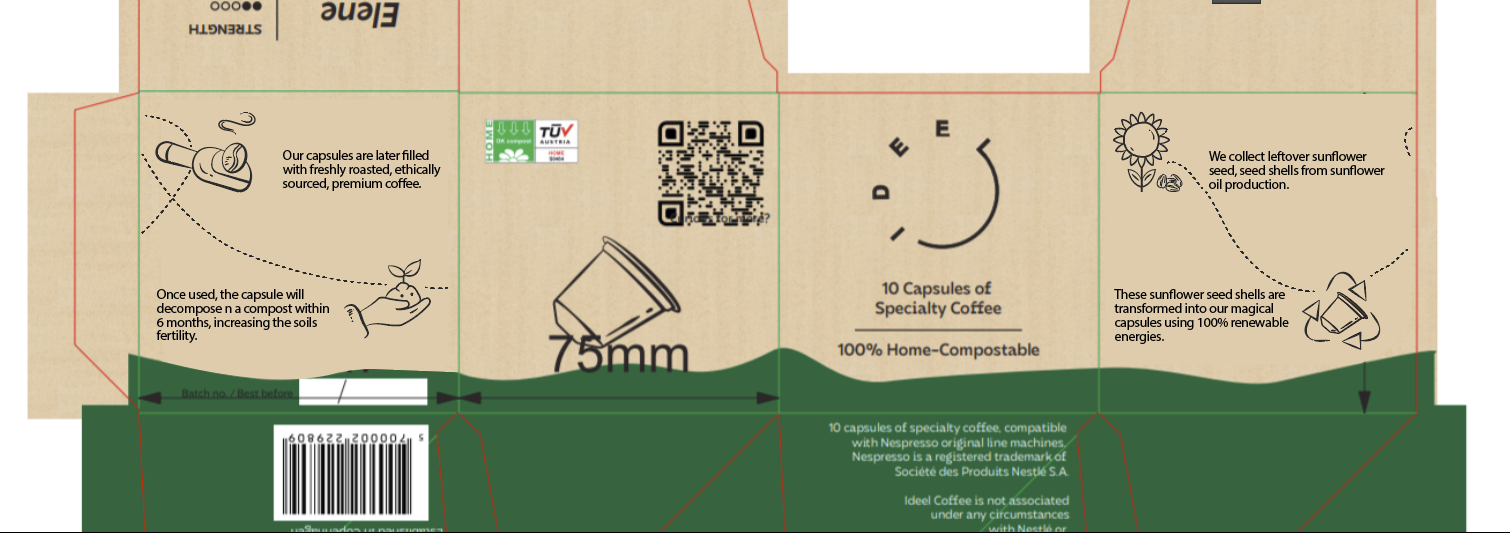 STRENGTH
Elene
Our capsules are later filled
with freshly roasted, ethically
sourced, premium coffee.
Once used, the capsule will
decompose n a compost within
6 months, increasing the soils
fertility.
Batch no. / Best before
5 700002 229809
Established in Copenhagen
HOME
OK compost
TÜV
AUSTRIA
HOME
Curious for more?
75mm
IDEEL
10 Capsules of
Specialty Coffee
100% Home-Compostable
10 capsules of specialty coffee, compatible
with Nespresso original line machines.
Nespresso is a registered trademark of
Société des Produits Nestlé S.A.
Ideel Coffee is not associated
under any circumstances
with Nestlé or
We collect leftover sunflower
seed, seed shells from sunflower
oil production.
These sunflower seed shells are
transformed into our magical
capsules using 100% renewable
energies.